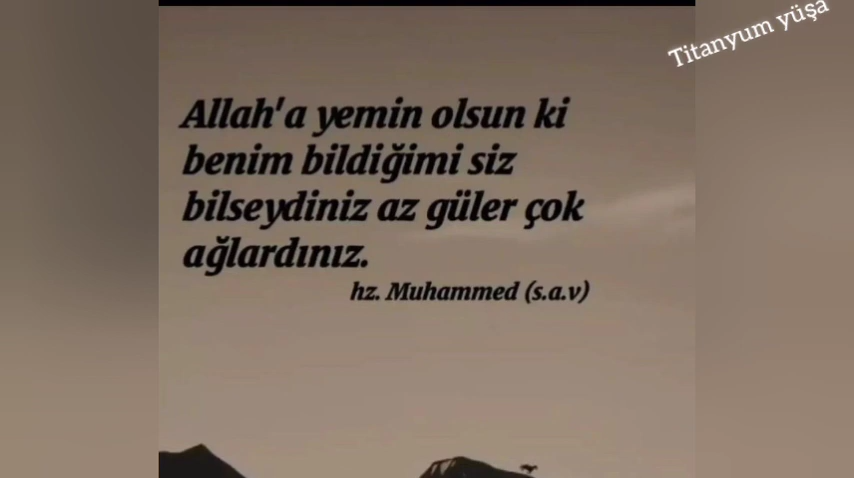 Titanyum yüşa
Allah'a yemin olsun ki
benim bildiğimi siz
bilseydiniz az güler çok
ağlardınız.
hz. Muhammed (s.a.v)